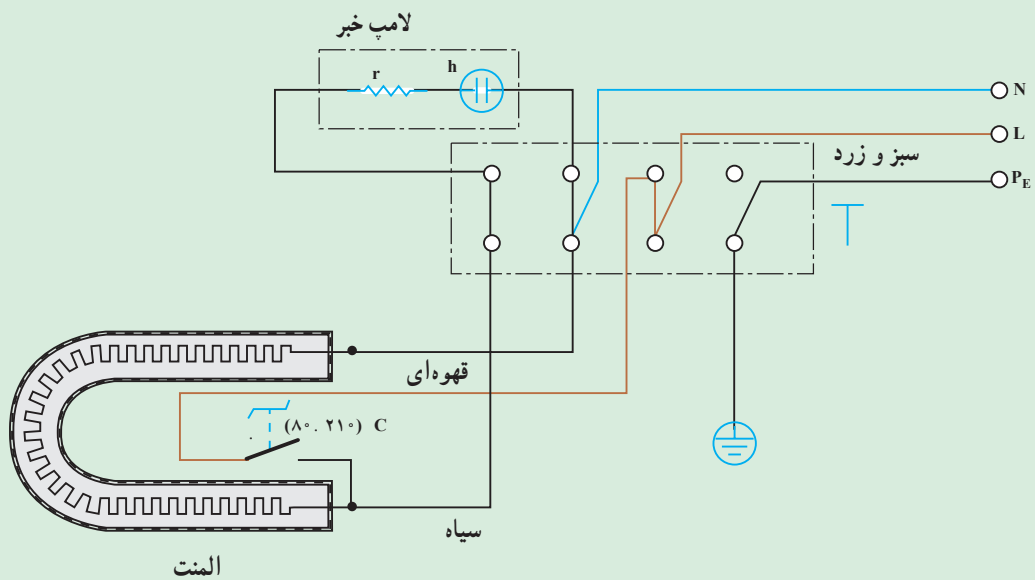 لامپ خبر
r
h
N
L
سبز و زرد
PE
قهوه‌ای
(۸۰. ۲۱۰) C
سیاه
المنت